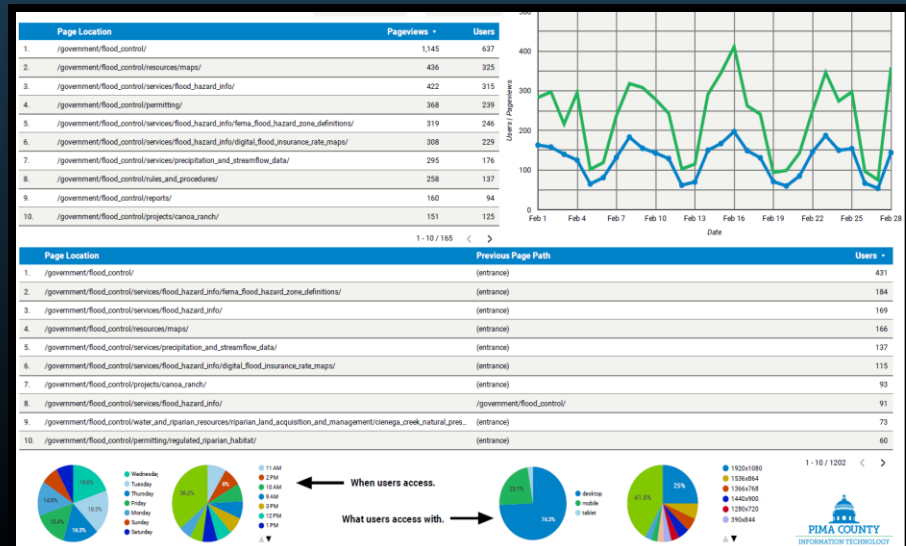 Page Location Pageviews Users
1. /government/flood_control/ 1,145 637
2. /government/flood_control/resources/maps/ 436 325
3. /government/flood_control/services/flood_hazard_info/ 422 315
4. /government/flood_control/permitting/ 368 239
5. /government/flood_control/services/flood_hazard_info/fema_flood_hazard_zone_definitions/ 319 246
6. /government/flood_control/services/flood_hazard_info/digital_flood_insurance_rate_maps/ 308 229
7. /government/flood_control/services/precipitation_and_streamflow_data/ 295 176
8. /government/flood_control/rules_and_procedures/ 258 137
9. /government/flood_control/reports/ 160 94
10. /government/flood_control/projects/canoa_ranch/ 151 125
1 - 10 / 165 < >
Users / Pageviews
400
300
200
100
0
Feb 1 Feb 4 Feb 7 Feb 10 Feb 13 Feb 16 Feb 19 Feb 22 Feb 25 Feb 28
Date
Page Location Previous Page Path Users
1. /government/flood_control/ (entrance) 431
2. /government/flood_control/services/flood_hazard_info/fema_flood_hazard_zone_definitions/ (entrance) 184
3. /government/flood_control/services/flood_hazard_info/ (entrance) 169
4. /government/flood_control/resources/maps/ (entrance) 166
5. /government/flood_control/services/precipitation_and_streamflow_data/ (entrance) 137
6. /government/flood_control/services/flood_hazard_info/digital_flood_insurance_rate_maps/ (entrance) 115
7. /government/flood_control/projects/canoa_ranch/ (entrance) 93
8. /government/flood_control/services/flood_hazard_info/ /government/flood_control/ 91
9. /government/flood_control/water_and_riparian_resources/riparian_land_acquisition_and_management/cienega_creek_natural_pres... (entrance) 73
10. /government/flood_control/permitting/regulated_riparian_habitat/ (entrance) 60
1 - 10 / 1202 < >
Wednesday
Tuesday
Thursday
Friday
Monday
Sunday
Saturday
11 AM
2 PM
10 AM
9 AM
3 PM
12 PM
1 PM
8%
When users access.
What users access with.
desktop
mobile
tablet
25%
1920x1080
1536x864
1366x768
1440x900
1280x720
390x844
PIMA COUNTY
INFORMATION TECHNOLOGY